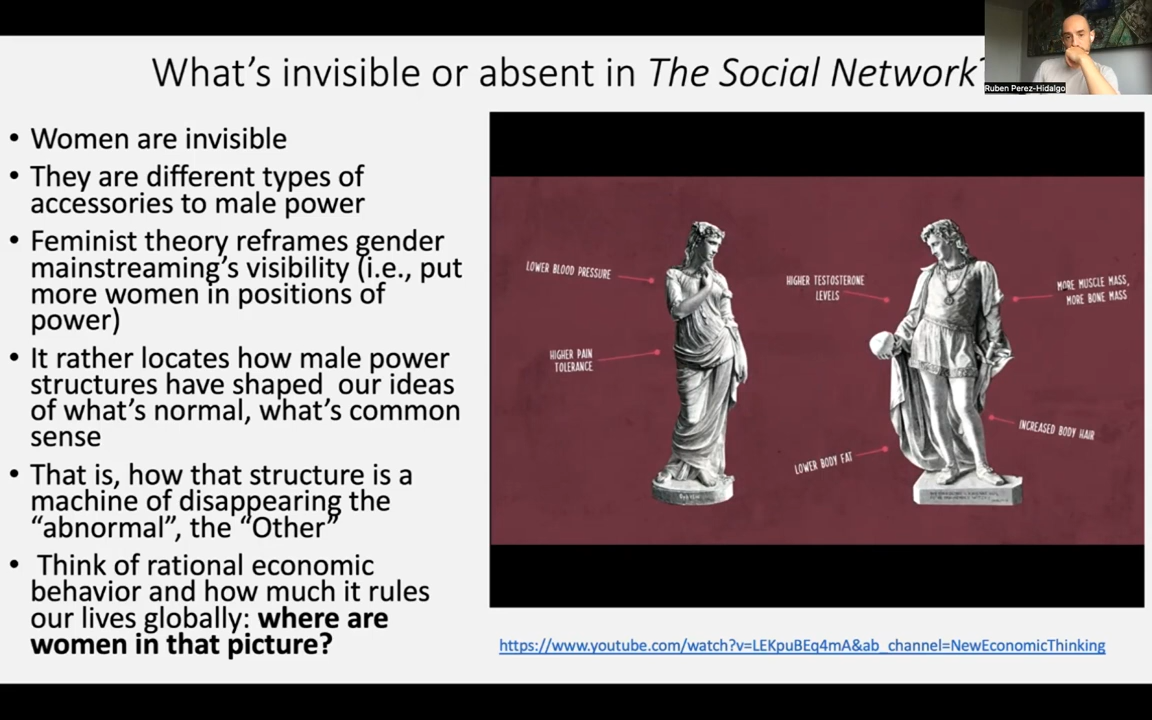 What's invisible or absent in The Social Network?
Ruben Perez-Hidalgo
• Women are invisible
• They are different types of
accessories to male power
• Feminist theory reframes gender
mainstreaming's visibility (i.e., put
more women in positions of
power)
• It rather locates how male power
structures have shaped  our ideas
of what's normal, what's common
sense
• That is, how that structure is a
machine of disappearing the
“abnormal”, the “Other”
•  Think of rational economic
behavior and how much it rules
our lives globally: where are
women in that picture?
LOWER BLOOD PRESSURE
HIGHER PAIN
TOLERANCE
HIGHER TESTOSTERONE
LEVELS
MORE MUSCLE MASS,
MORE BONE MASS
INCREASED BODY HAIR
LOWER BODY FAT
https://www.youtube.com/watch?v=LEKpuBEq4mA&ab_channel=NewEconomicThinking